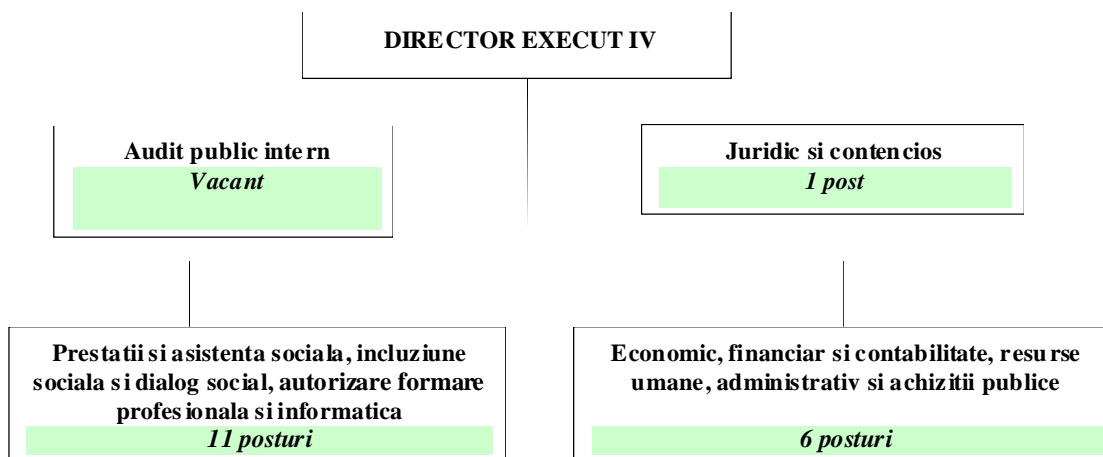 DIRECTOR EXECUTIV
Audit public intern
Vacant
Juridic si contencios
1 post
Prestatii si asistenta sociala, incluziune
sociala si dialog social, autorizare formare
profesionala si informatica
11 posturi
Economic, financiar si contabilitate, resurse
umane, administrativ si achizitii publice
6 posturi